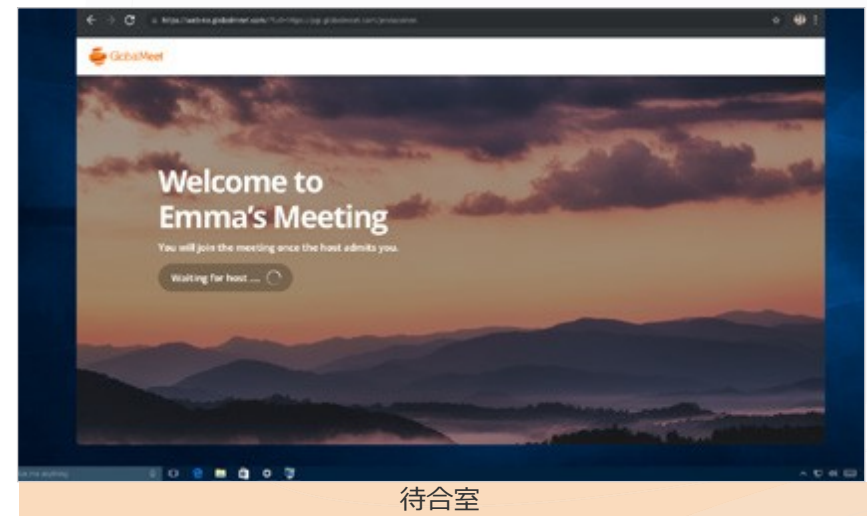 GlobalMeet
Welcome to
Emma's Meeting
You will join the meeting once the host admits you.
Waiting for host ....
待合室